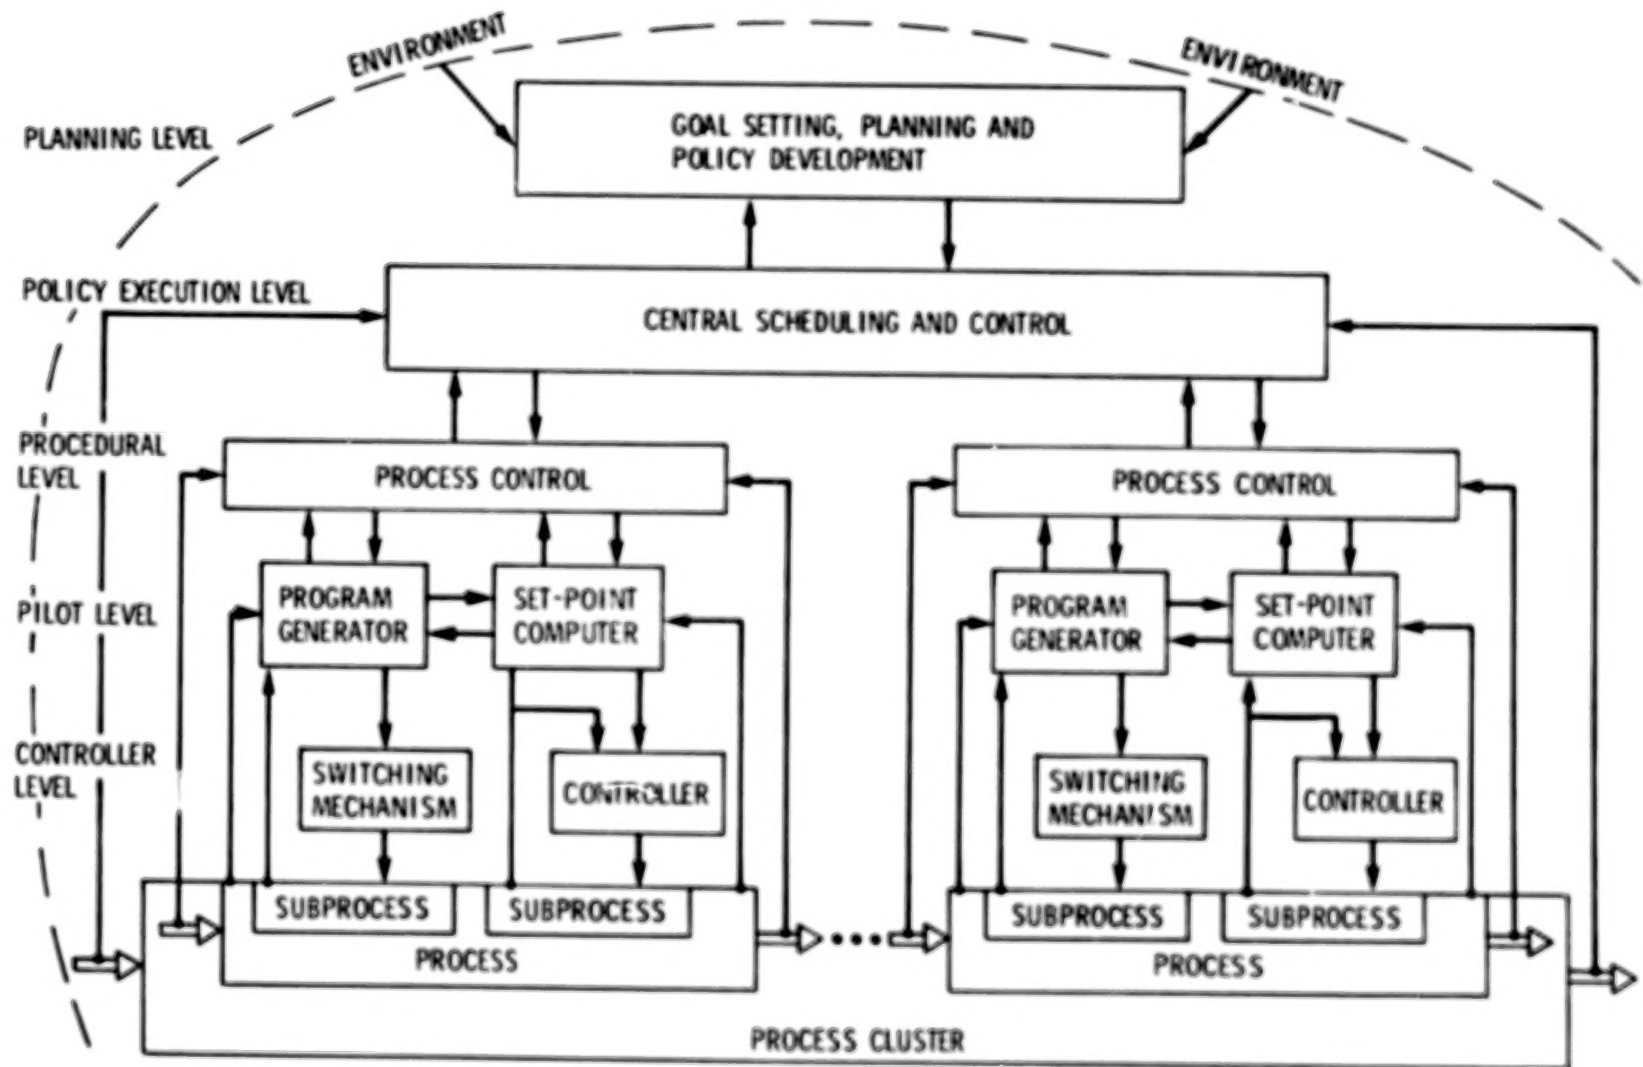 ENVIRONMENT
ENVIRONMENT
PLANNING LEVEL
GOAL SETTING, PLANNING AND
POLICY DEVELOPMENT
POLICY EXECUTION LEVEL
CENTRAL SCHEDULING AND CONTROL
PROCEDURAL
LEVEL
PROCESS CONTROL
PROCESS CONTROL
PILOT LEVEL
PROGRAM
GENERATOR
SET-POINT
COMPUTER
PROGRAM
GENERATOR
SET-POINT
COMPUTER
CONTROLLER
LEVEL
SWITCHING
MECHANISM
CONTROLLER
SWITCHING
MECHANISM
CONTROLLER
SUBPROCESS
SUBPROCESS
SUBPROCESS
SUBPROCESS
PROCESS
PROCESS
PROCESS CLUSTER